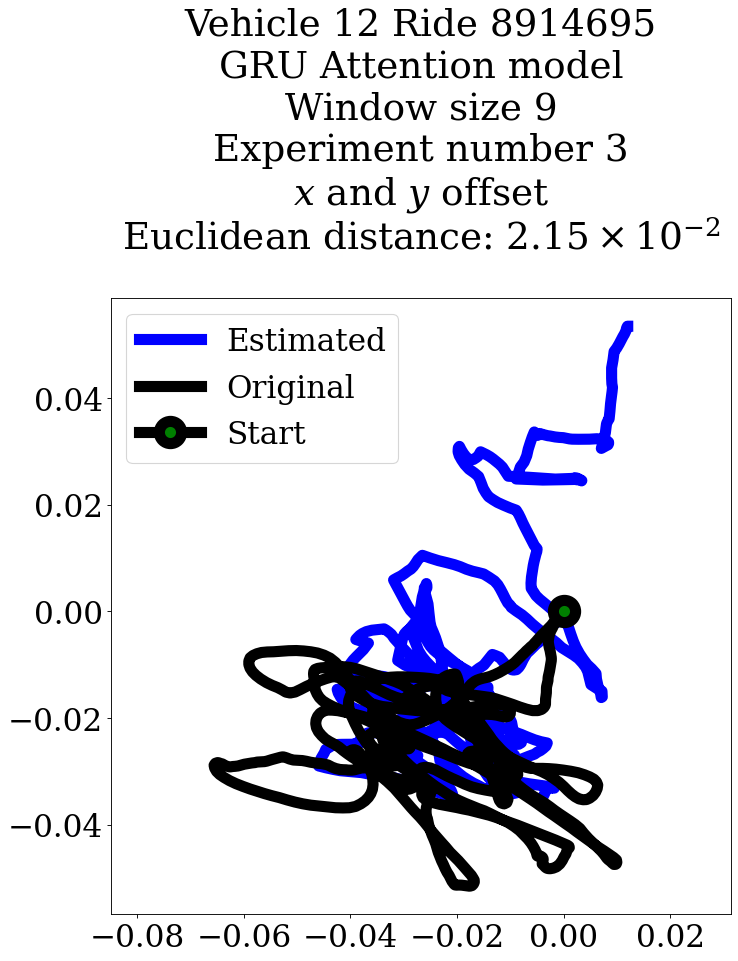 Vehicle 12 Ride 8914695
GRU Attention model
Window size 9
Experiment number 3
x and y offset
Euclidean distance: 2.15 × 10⁻²
Estimated
Original
Start
0.04
0.02
0.00
−0.02
−0.04
−0.08 −0.06 −0.04 −0.02 0.00 0.02